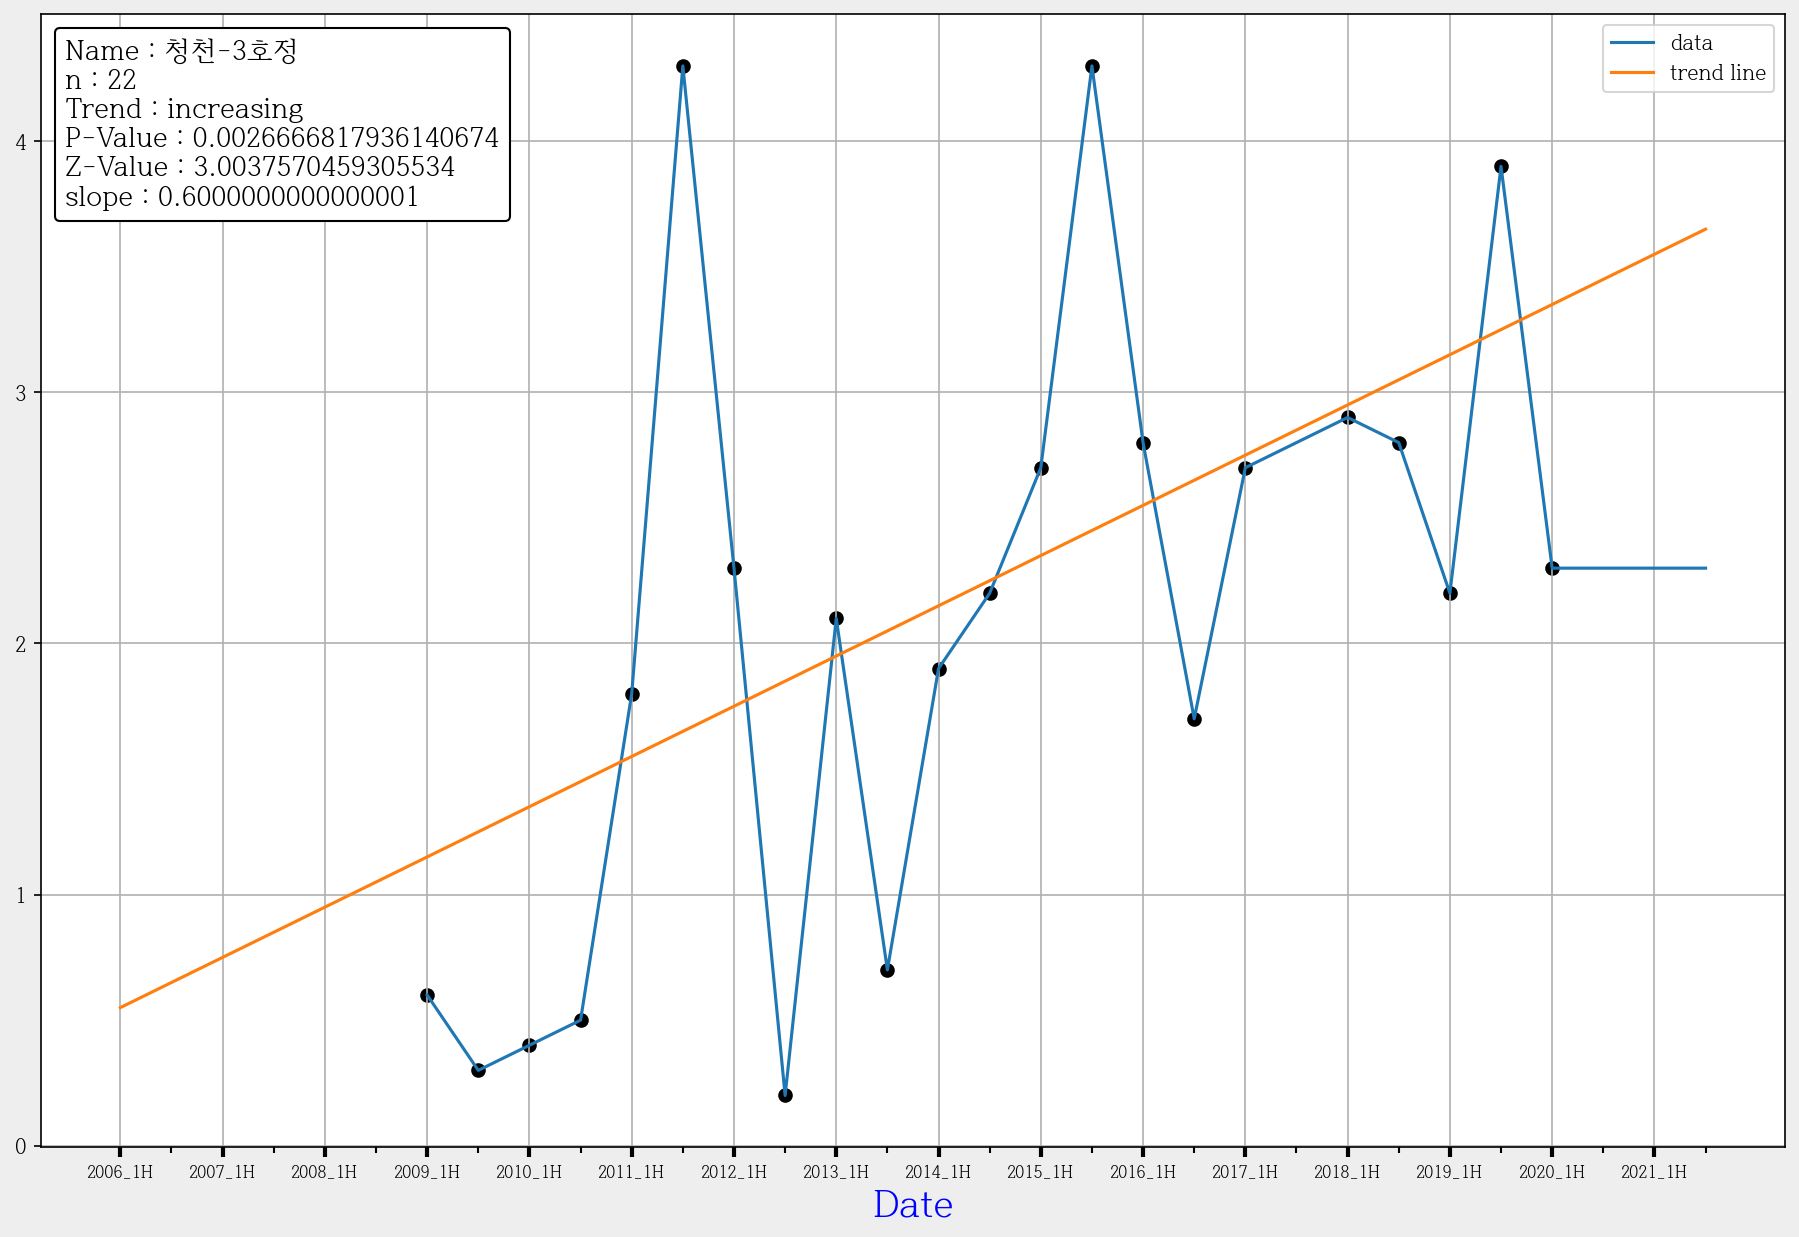 Name : 청천-3호정
n : 22
Trend : increasing
P-Value : 0.0026666817936140674
Z-Value : 3.0037570459305534
slope : 0.6000000000000001
data
trend line
4
3
2
1
0
2006_1H 2007_1H 2008_1H 2009_1H 2010_1H 2011_1H 2012_1H 2013_1H 2014_1H 2015_1H 2016_1H 2017_1H 2018_1H 2019_1H 2020_1H 2021_1H
Date